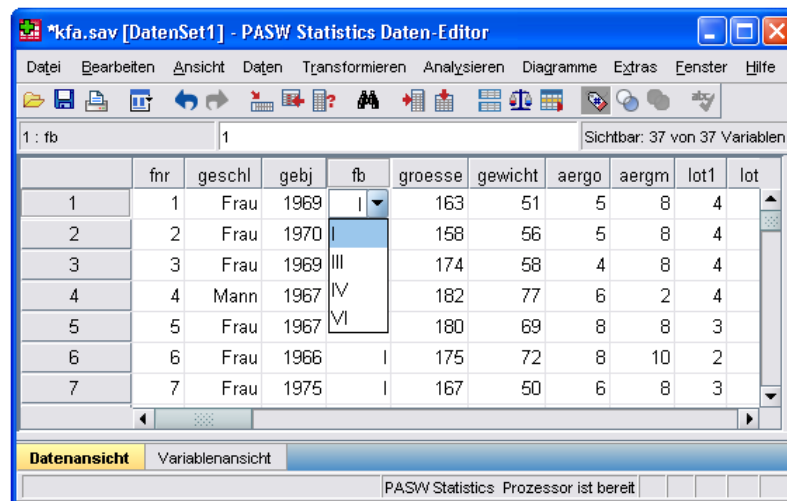 *kfa.sav [DatenSet1] - PASW Statistics Daten-Editor
Datei Bearbeiten Ansicht Daten Transformieren Analysieren Diagramme Extras Fenster Hilfe
1 : fb 1 Sichtbar: 37 von 37 Variablen
fnr geschl gebj fb groesse gewicht aergo aergm lot1 lot
1 1 Frau 1969 I 163 51 5 8 4
2 2 Frau 1970 I 158 56 5 8 4
3 3 Frau 1969 III 174 58 4 8 4
4 4 Mann 1967 IV 182 77 6 2 4
5 5 Frau 1967 VI 180 69 8 8 3
6 6 Frau 1966 I 175 72 8 10 2
7 7 Frau 1975 I 167 50 6 8 3
Datenansicht Variablenansicht
PASW Statistics Prozessor ist bereit